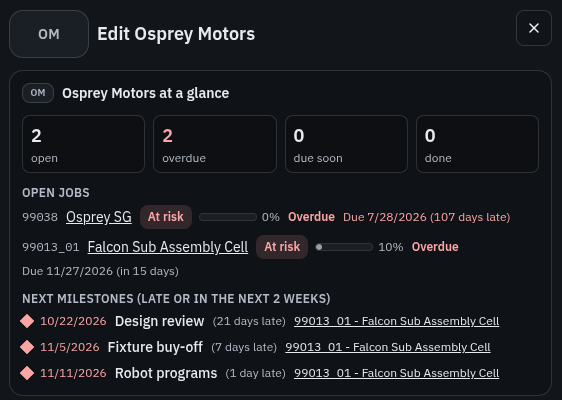 OM Edit Osprey Motors ×
OM Osprey Motors at a glance
2 2 0 0
open overdue due soon done
OPEN JOBS
99038 Osprey SG At risk 0% Overdue Due 7/28/2026 (107 days late)
99013_01 Falcon Sub Assembly Cell At risk 10% Overdue
Due 11/27/2026 (in 15 days)
NEXT MILESTONES (LATE OR IN THE NEXT 2 WEEKS)
10/22/2026 Design review (21 days late) 99013_01 - Falcon Sub Assembly Cell
11/5/2026 Fixture buy-off (7 days late) 99013_01 - Falcon Sub Assembly Cell
11/11/2026 Robot programs (1 day late) 99013_01 - Falcon Sub Assembly Cell